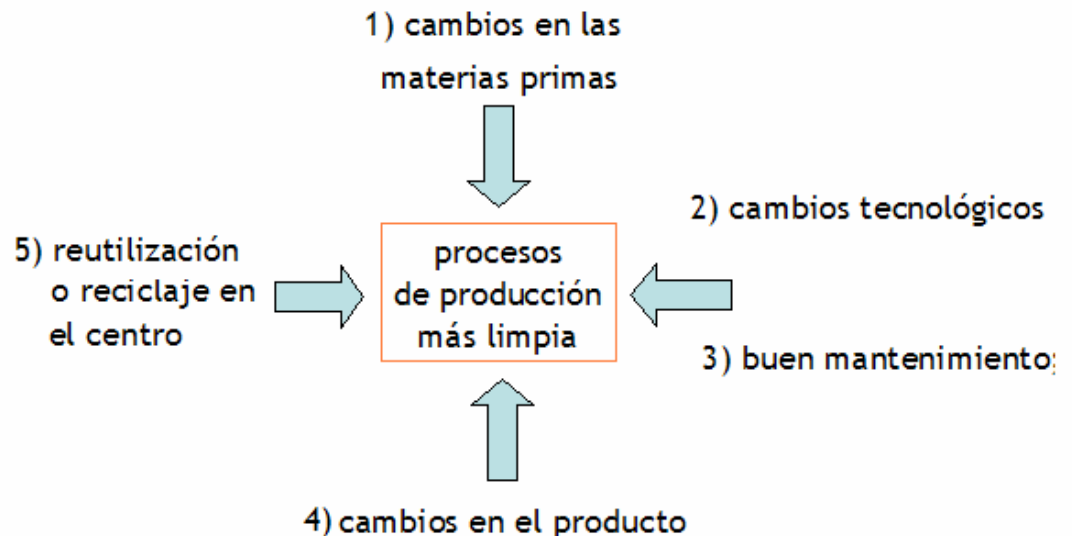 1) cambios en las
materias primas
2) cambios tecnológicos
5) reutilización
o reciclaje en
el centro
procesos
de producción
más limpia
3) buen mantenimiento;
4) cambios en el producto